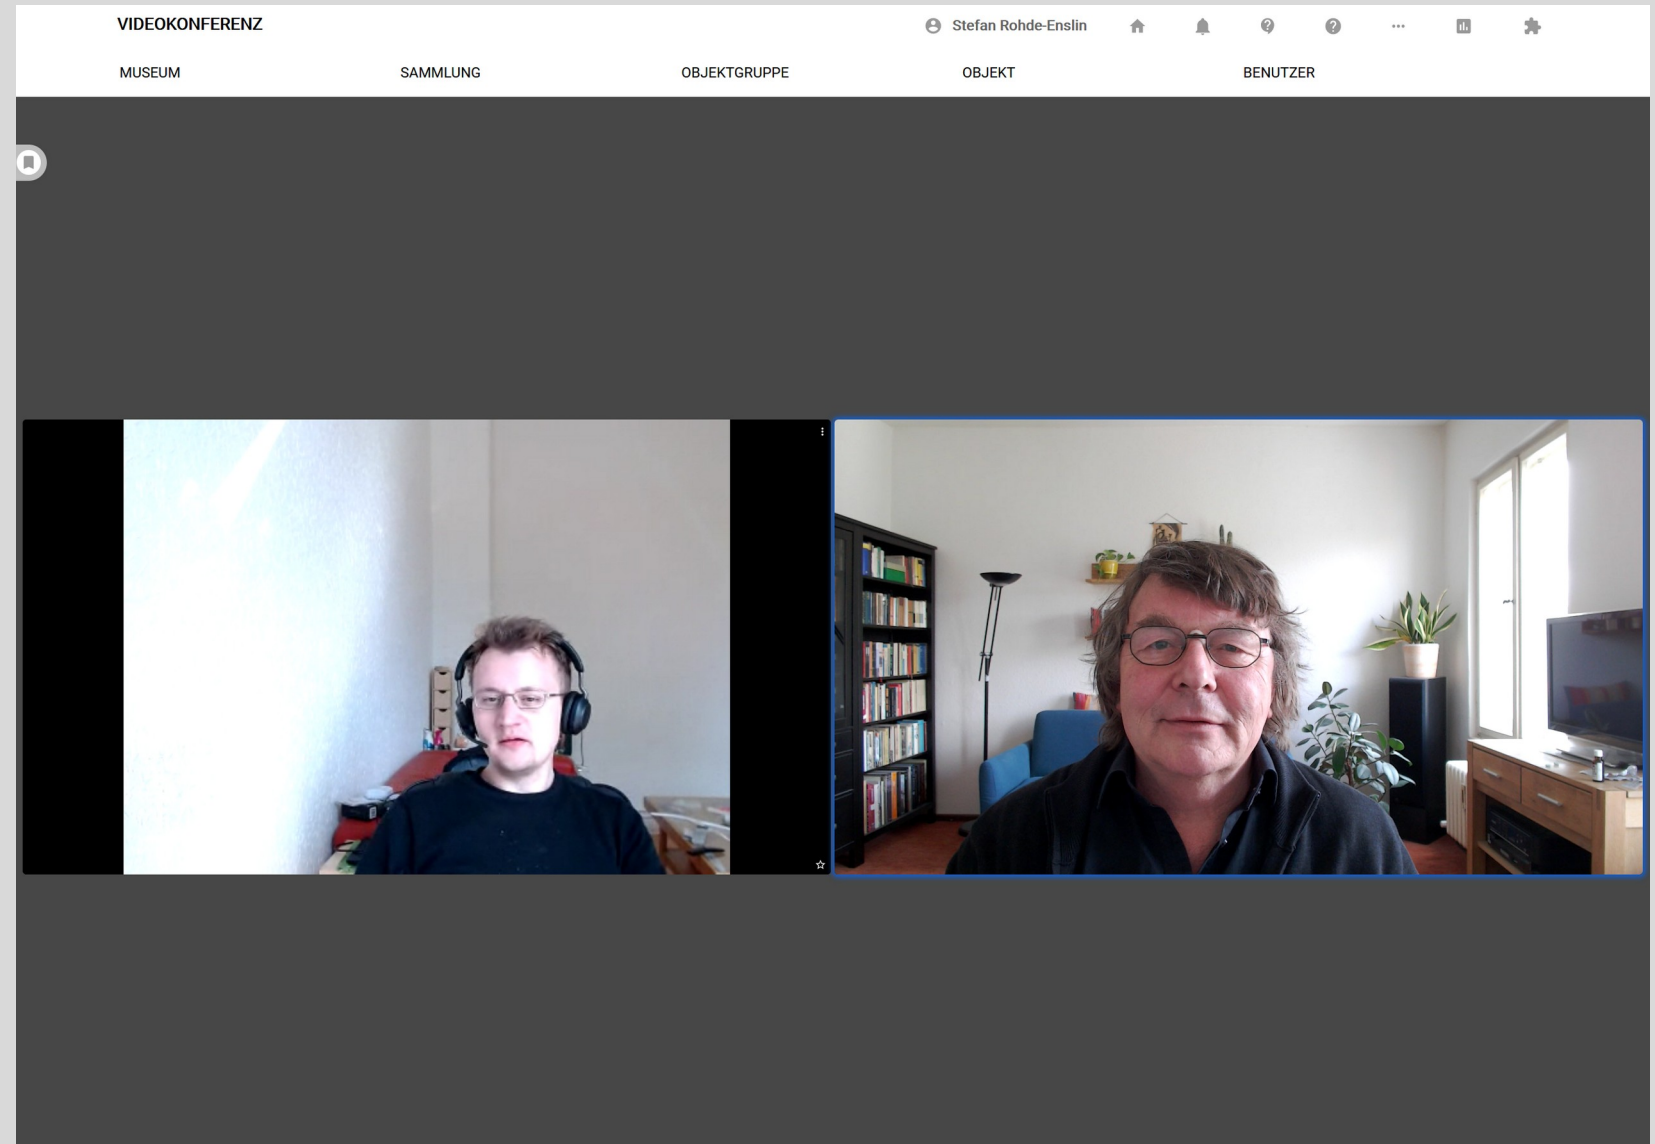 VIDEOKONFERENZ
Stefan Rohde-Enslin
MUSEUM SAMMLUNG OBJEKTGRUPPE OBJEKT BENUTZER